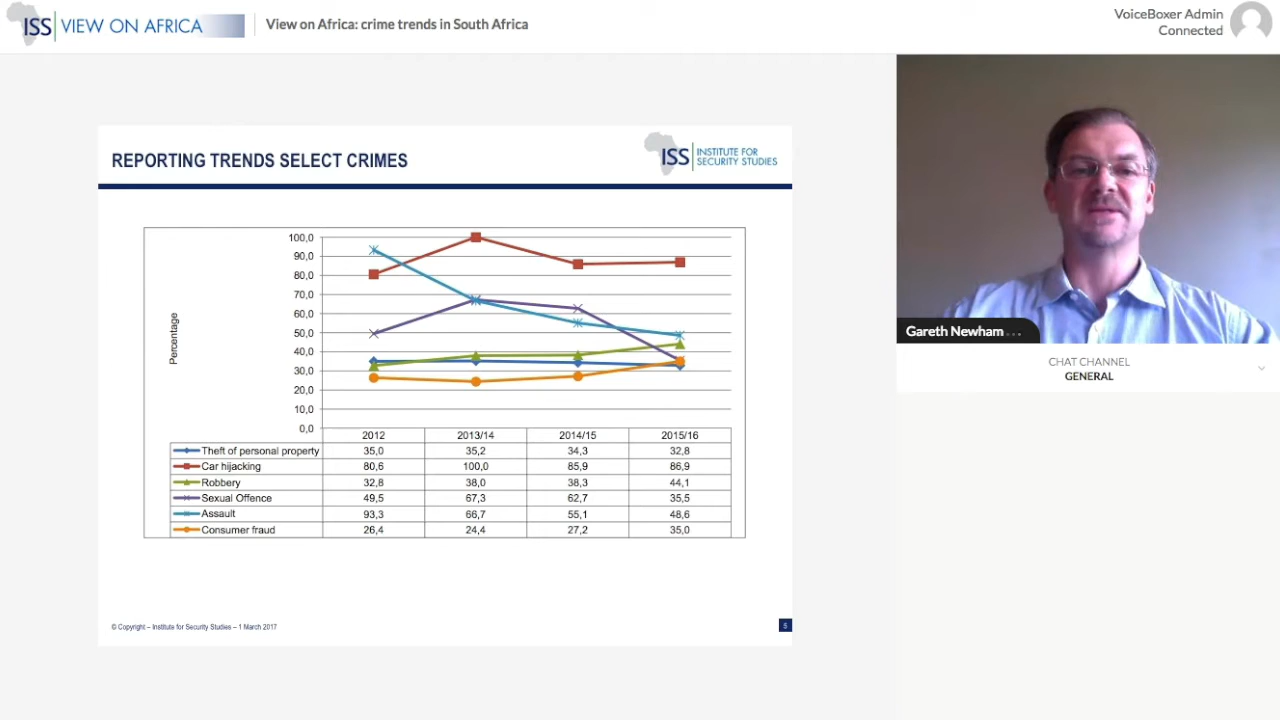 ISS VIEW ON AFRICA
View on Africa: crime trends in South Africa
VoiceBoxer Admin
Connected
REPORTING TRENDS SELECT CRIMES
ISS INSTITUTE FOR
SECURITY STUDIES
Percentage
100,0
90,0
80,0
70,0
60,0
50,0
40,0
30,0
20,0
10,0
0,0
2012 2013/14 2014/15 2015/16
Theft of personal property 35,0 35,2 34,3 32,8
Car hijacking 80,6 100,0 85,9 86,9
Robbery 32,8 38,0 38,3 44,1
Sexual Offence 49,5 67,3 62,7 35,5
Assault 93,3 66,7 55,1 48,6
Consumer fraud 26,4 24,4 27,2 35,0
© Copyright – Institute for Security Studies – 1 March 2017
5
Gareth Newham...
CHAT CHANNEL
GENERAL